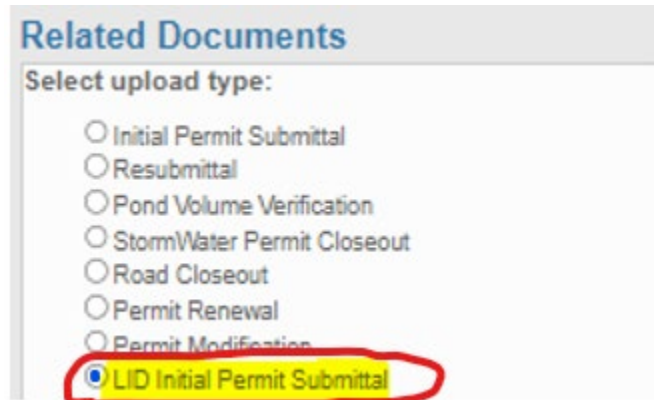 Related Documents
Select upload type:
Initial Permit Submittal
Resubmittal
Pond Volume Verification
StormWater Permit Closeout
Road Closeout
Permit Renewal
Permit Modification
LID Initial Permit Submittal